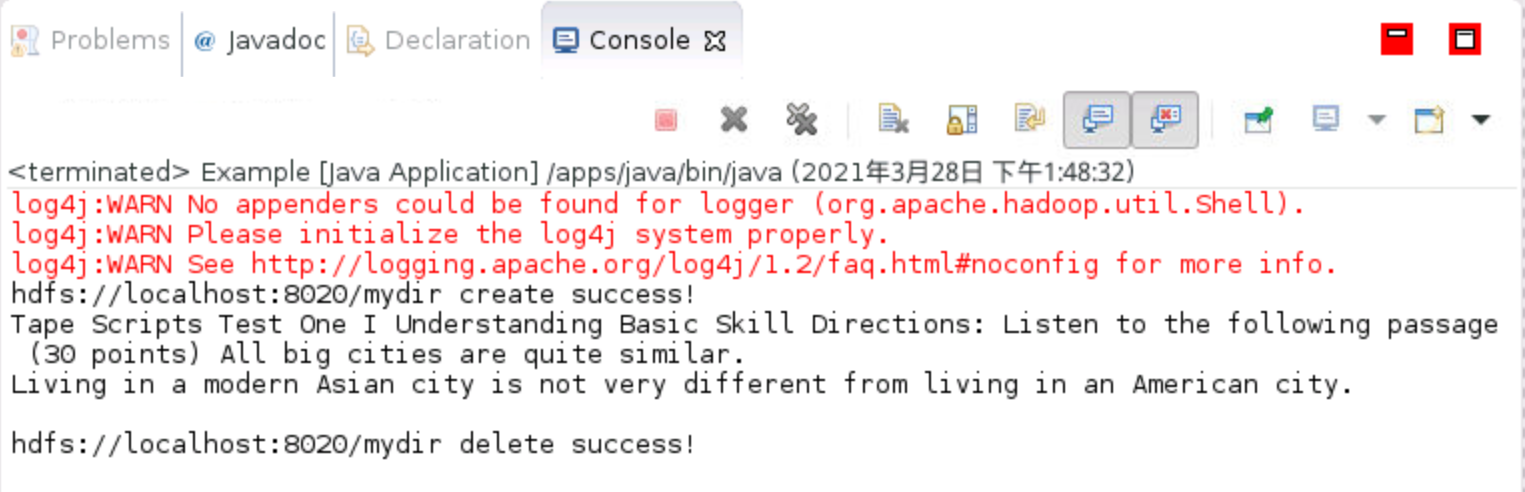 Problems @ Javadoc Declaration Console
<terminated> Example [Java Application] /apps/java/bin/java (2021年3月28日 下午1:48:32)
log4j:WARN No appenders could be found for logger (org.apache.hadoop.util.Shell).
log4j:WARN Please initialize the log4j system properly.
log4j:WARN See http://logging.apache.org/log4j/1.2/faq.html#noconfig for more info.
hdfs://localhost:8020/mydir create success!
Tape Scripts Test One I Understanding Basic Skill Directions: Listen to the following passage
 (30 points) All big cities are quite similar.
Living in a modern Asian city is not very different from living in an American city.
hdfs://localhost:8020/mydir delete success!